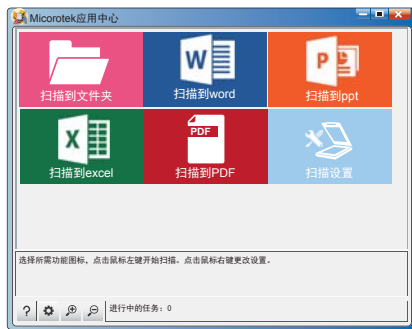 Micorotek应用中心
扫描到文件夹
扫描到word
扫描到ppt
扫描到excel
扫描到PDF
扫描设置
选择所需功能图标，点击鼠标左键开始扫描。点击鼠标右键更改设置。
进行中的任务：0
W
P
X
PDF
?